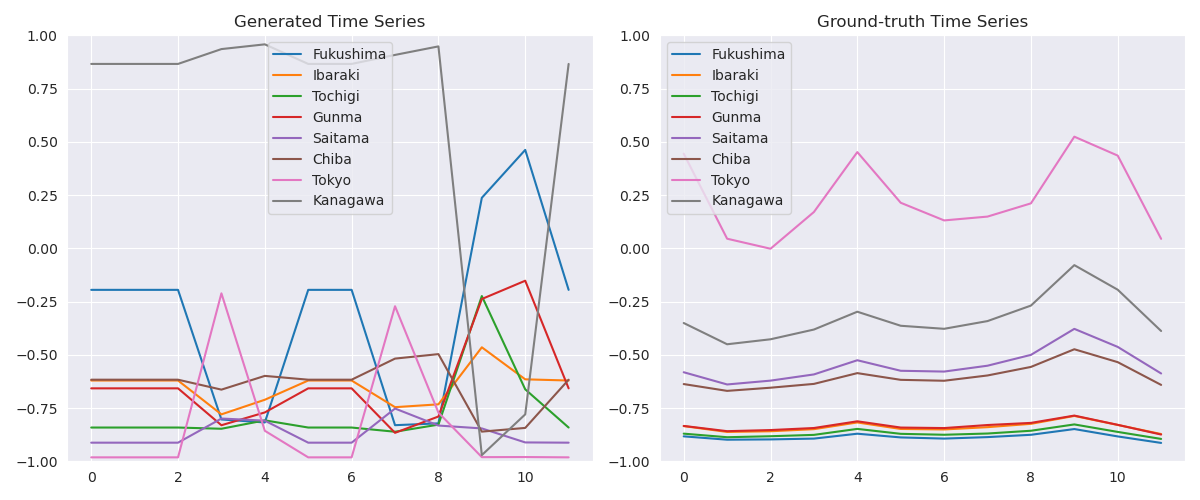 Generated Time Series
1.00
0.75
0.50
0.25
0.00
−0.25
−0.50
−0.75
−1.00
0 2 4 6 8 10
Fukushima
Ibaraki
Tochigi
Gunma
Saitama
Chiba
Tokyo
Kanagawa
Ground-truth Time Series
1.00
0.75
0.50
0.25
0.00
−0.25
−0.50
−0.75
−1.00
0 2 4 6 8 10
Fukushima
Ibaraki
Tochigi
Gunma
Saitama
Chiba
Tokyo
Kanagawa